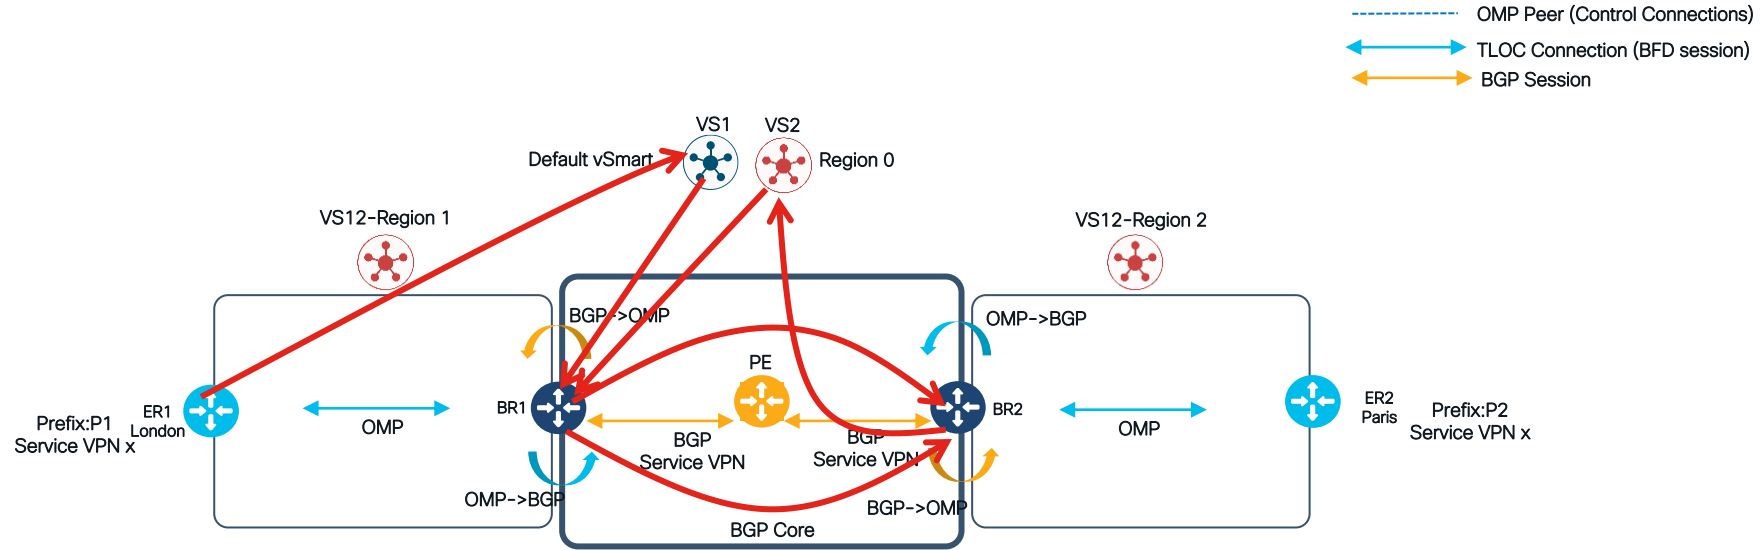 OMP Peer (Control Connections)
TLOC Connection (BFD session)
BGP Session
VS1
VS2
Default vSmart
Region 0
VS12-Region 1
VS12-Region 2
BGP->OMP
OMP->BGP
PE
BR1
BR2
ER1
London
Prefix:P1
Service VPN x
OMP
BGP
Service VPN
BGP
Service VPN
OMP
ER2
Paris
Prefix:P2
Service VPN x
OMP->BGP
BGP->OMP
BGP Core